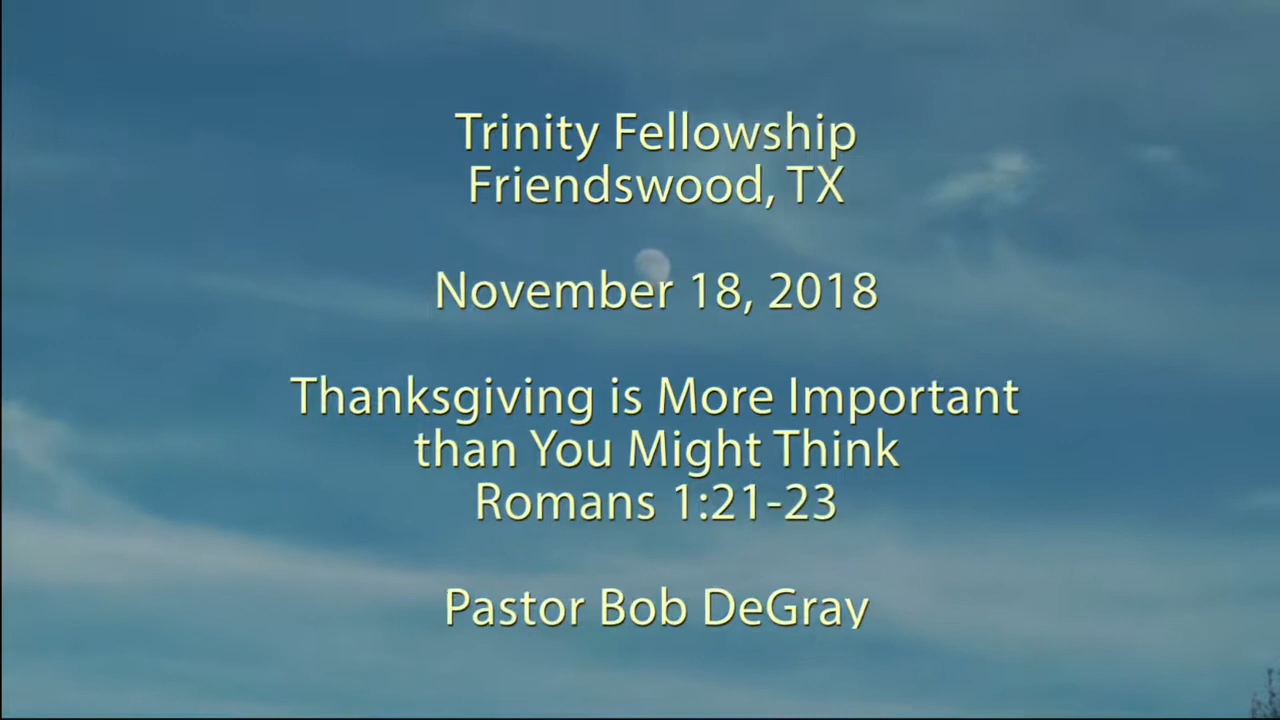 Trinity Fellowship
Friendswood, TX
November 18, 2018
Thanksgiving is More Important
than You Might Think
Romans 1:21-23
Pastor Bob DeGray